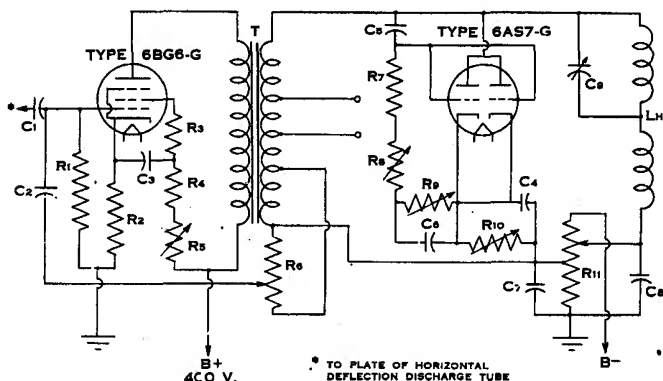 TYPE 6BG6-G
TYPE 6AS7-G
*
C1
C2
R1
R2
C3
R3
R4
R5
T
R6
C5
R7
R8
R9
C6
R10
C4
C7
R11
C9
LH
C8
B+
400 V.
B-
* TO PLATE OF HORIZONTAL
DEFLECTION DISCHARGE TUBE